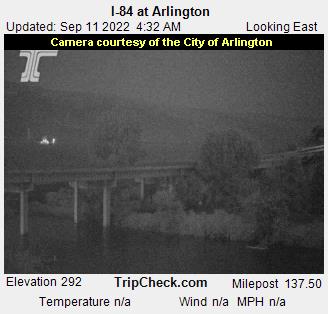 I-84 at Arlington
Updated: Sep 11 2022 4:32 AM Looking East
Camera courtesy of the City of Arlington
Elevation 292 TripCheck.com Milepost 137.50
Temperature n/a Wind n/a MPH n/a